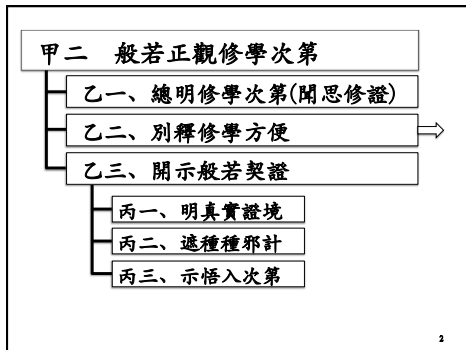 甲二 般若正觀修學次第
乙一、總明修學次第(聞思修證)
乙二、別釋修學方便
乙三、開示般若契證
丙一、明真實證境
丙二、遮種種邪計
丙三、示悟入次第
2